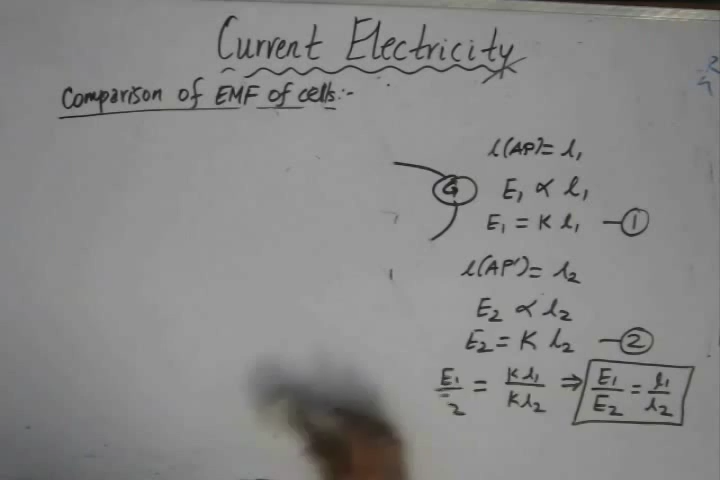 Current Electricity
Comparison of EMF of cells:-
l(AP) = l₁
G
E₁ ∝ l₁
E₁ = K l₁ —①
l(AP') = l₂
E₂ ∝ l₂
E₂ = K l₂ —②
E₁/2 = Kl₁/Kl₂ ⇒ E₁/E₂ = l₁/l₂